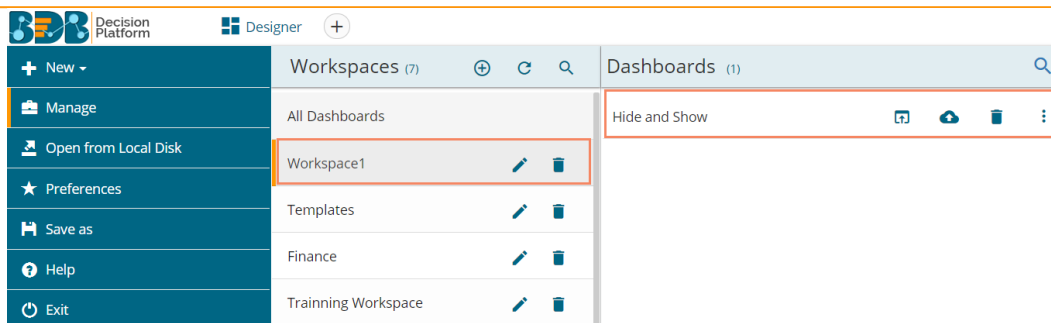 BDB Decision Platform
Designer
New
Manage
Open from Local Disk
Preferences
Save as
Help
Exit
Workspaces (7)
All Dashboards
Workspace1
Templates
Finance
Trainning Workspace
Dashboards (1)
Hide and Show